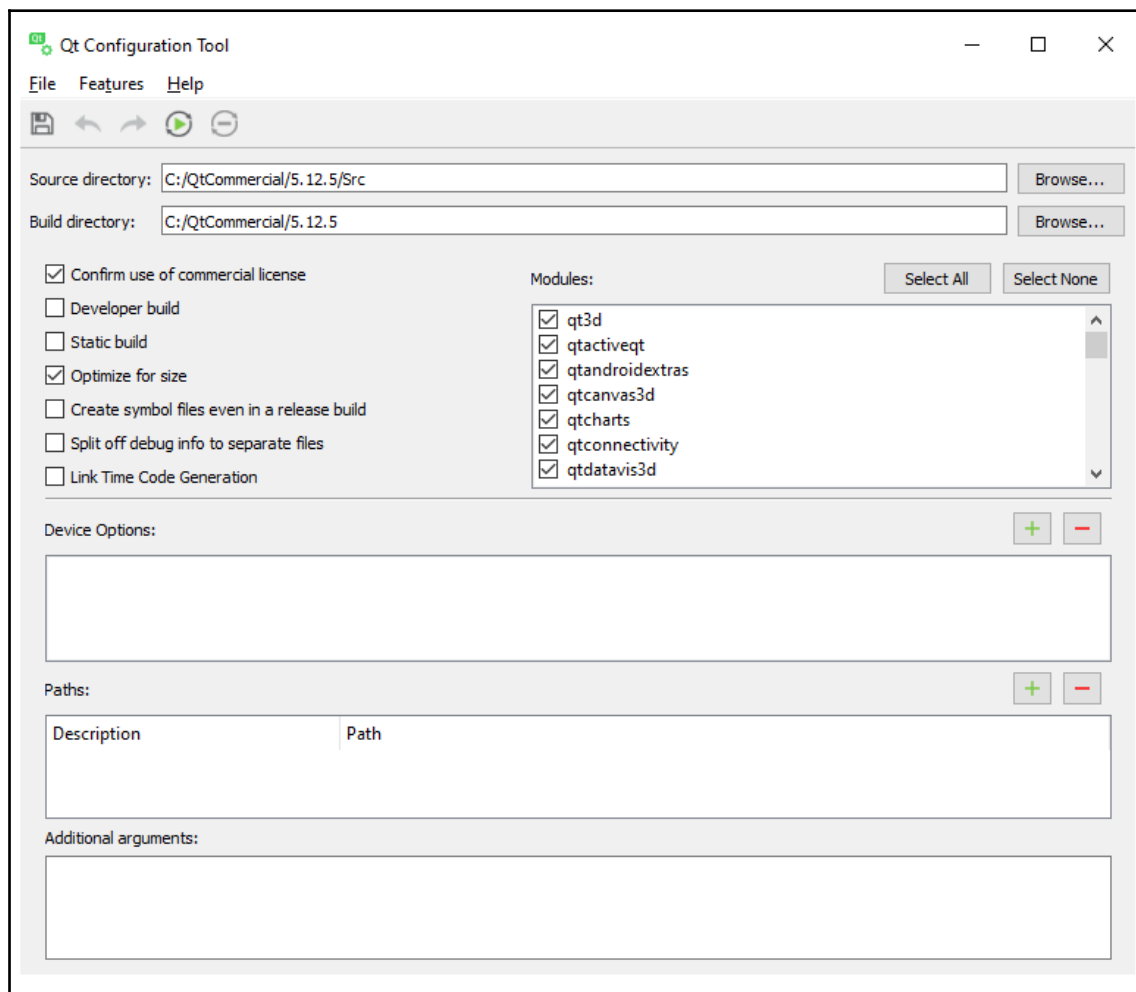 Qt Configuration Tool
File Features Help
Source directory: C:/QtCommercial/5.12.5/Src Browse...
Build directory: C:/QtCommercial/5.12.5 Browse...
Confirm use of commercial license
Developer build
Static build
Optimize for size
Create symbol files even in a release build
Split off debug info to separate files
Link Time Code Generation
Modules: Select All Select None
qt3d
qtactiveqt
qtandroidextras
qtcanvas3d
qtcharts
qtconnectivity
qtdatavis3d
Device Options:
Paths:
Description Path
Additional arguments: